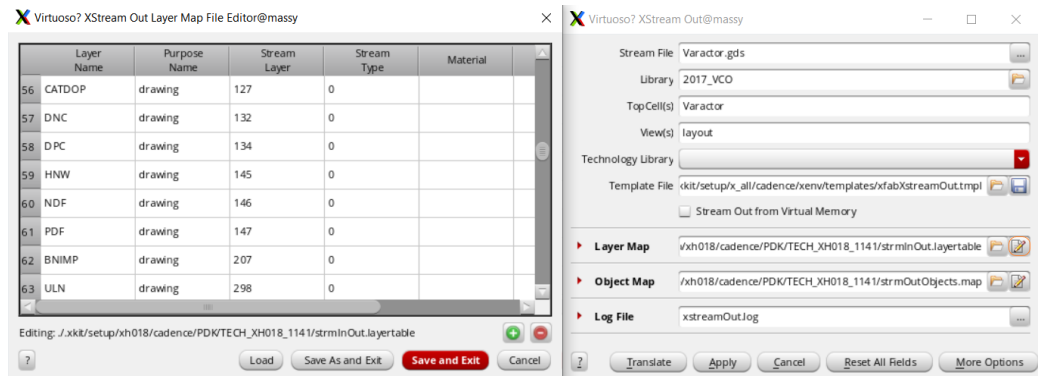 Virtuoso? XStream Out Layer Map File Editor@massy
Layer Name Purpose Name Stream Layer Stream Type Material
56 CATDOP drawing 127 0
57 DNC drawing 132 0
58 DPC drawing 134 0
59 HNW drawing 145 0
60 NDF drawing 146 0
61 PDF drawing 147 0
62 BNIMP drawing 207 0
63 ULN drawing 298 0
Editing: ./.xkit/setup/xh018/cadence/PDK/TECH_XH018_1141/strmInOut.layertable
? Load Save As and Exit Save and Exit Cancel
Virtuoso? XStream Out@massy
Stream File Varactor.gds ...
Library 2017_VCO
TopCell(s) Varactor
View(s) layout
Technology Library
Template File kit/setup/x_all/cadence/xenv/templates/xfabXstreamOut.tmpl
Stream Out from Virtual Memory
Layer Map /xh018/cadence/PDK/TECH_XH018_1141/strmInOut.layertable
Object Map /xh018/cadence/PDK/TECH_XH018_1141/strmOutObjects.map
Log File xstreamOut.log ...
? Translate Apply Cancel Reset All Fields More Options